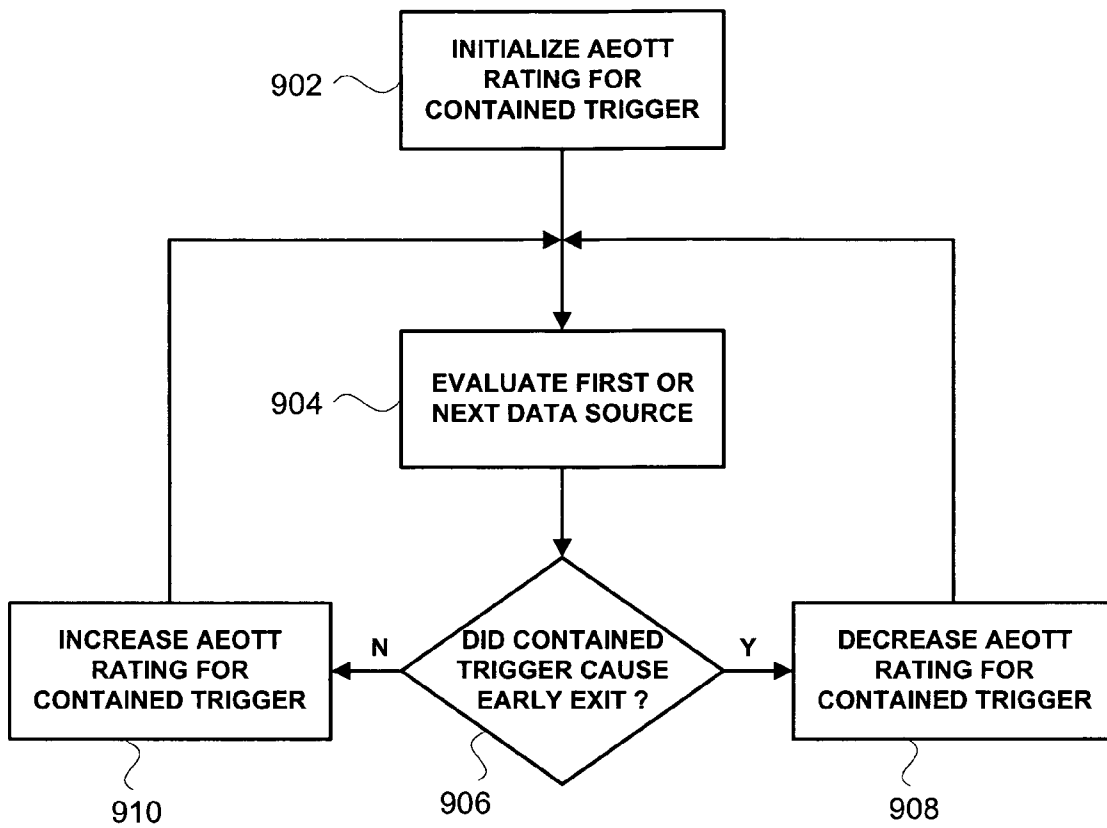 INITIALIZE AEOTT
RATING FOR
CONTAINED TRIGGER
902
EVALUATE FIRST OR
NEXT DATA SOURCE
904
DID CONTAINED
TRIGGER CAUSE
EARLY EXIT ?
N
Y
906
INCREASE AEOTT
RATING FOR
CONTAINED TRIGGER
910
DECREASE AEOTT
RATING FOR
CONTAINED TRIGGER
908